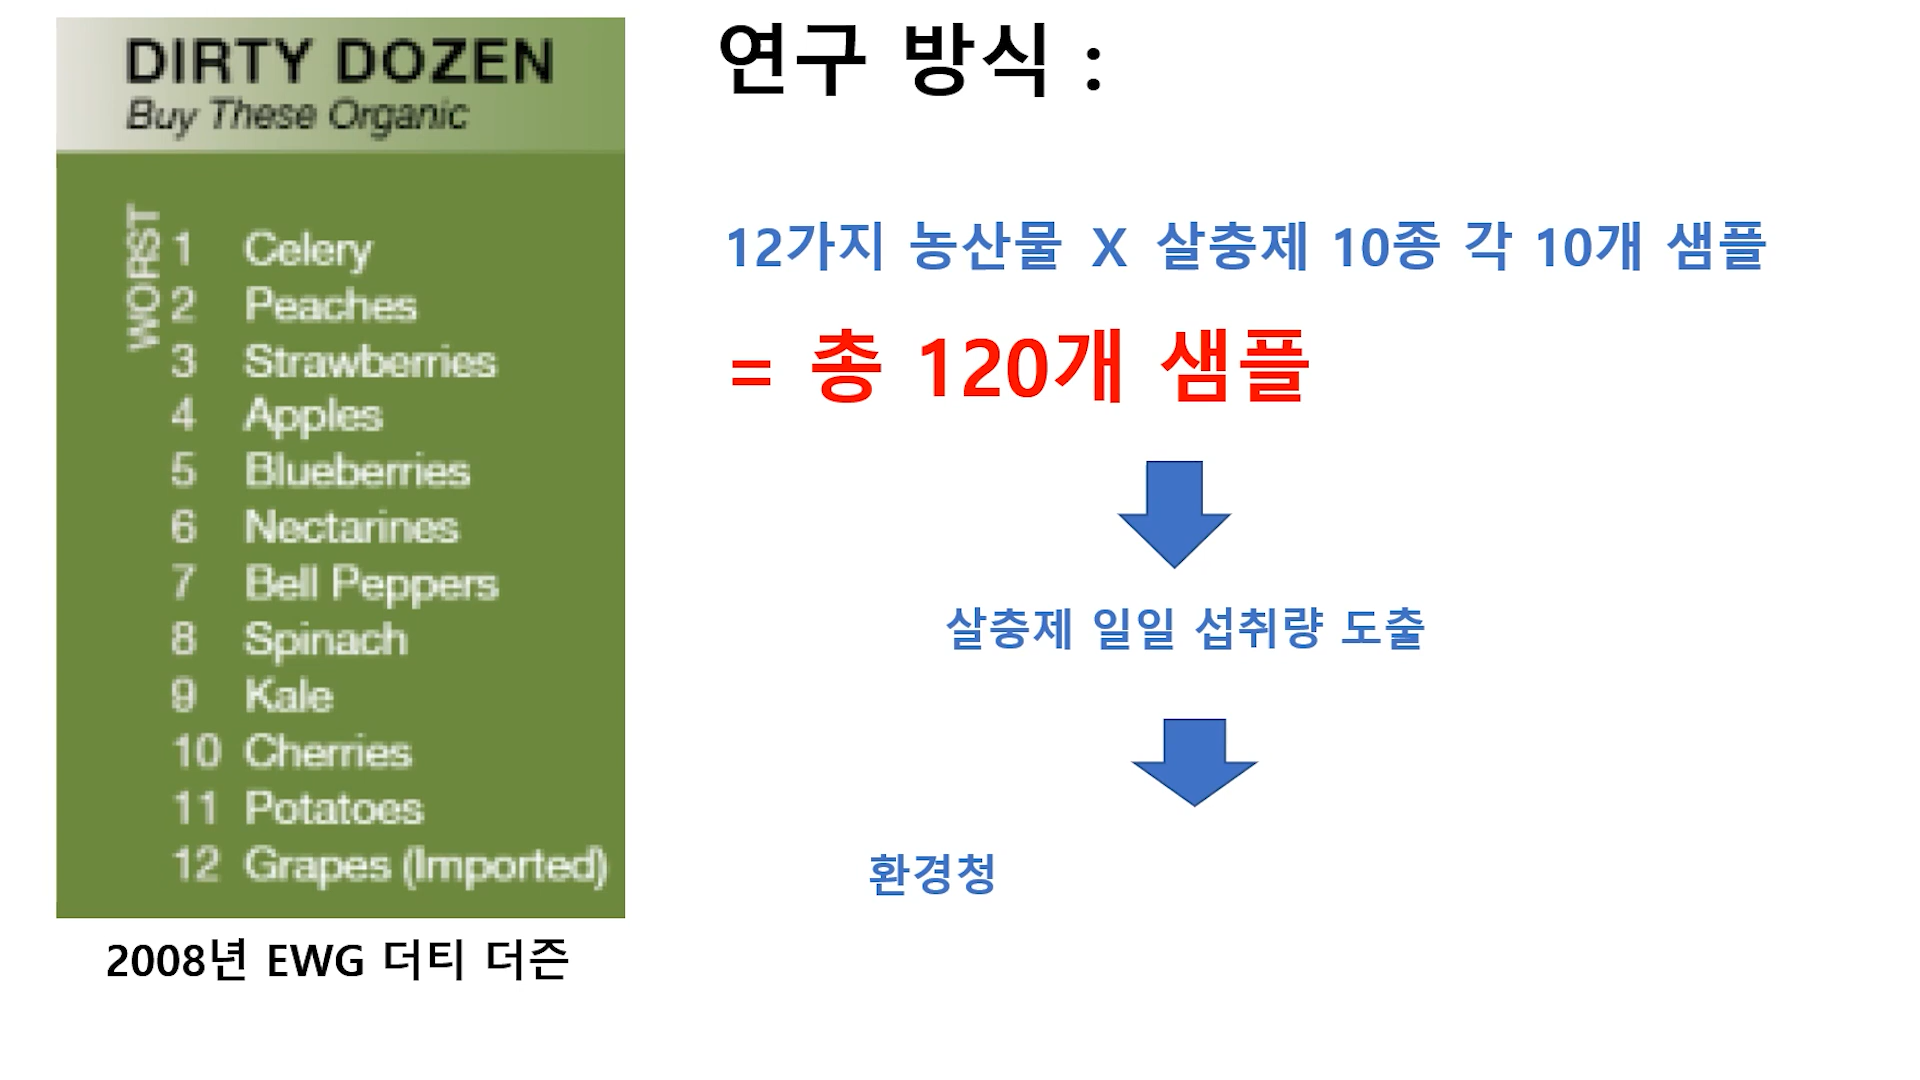 DIRTY DOZEN
Buy These Organic
WORST
1 Celery
2 Peaches
3 Strawberries
4 Apples
5 Blueberries
6 Nectarines
7 Bell Peppers
8 Spinach
9 Kale
10 Cherries
11 Potatoes
12 Grapes (Imported)
2008년 EWG 더티 더즌
연구 방식 :
12가지 농산물 X 살충제 10종 각 10개 샘플
= 총 120개 샘플
살충제 일일 섭취량 도출
환경청